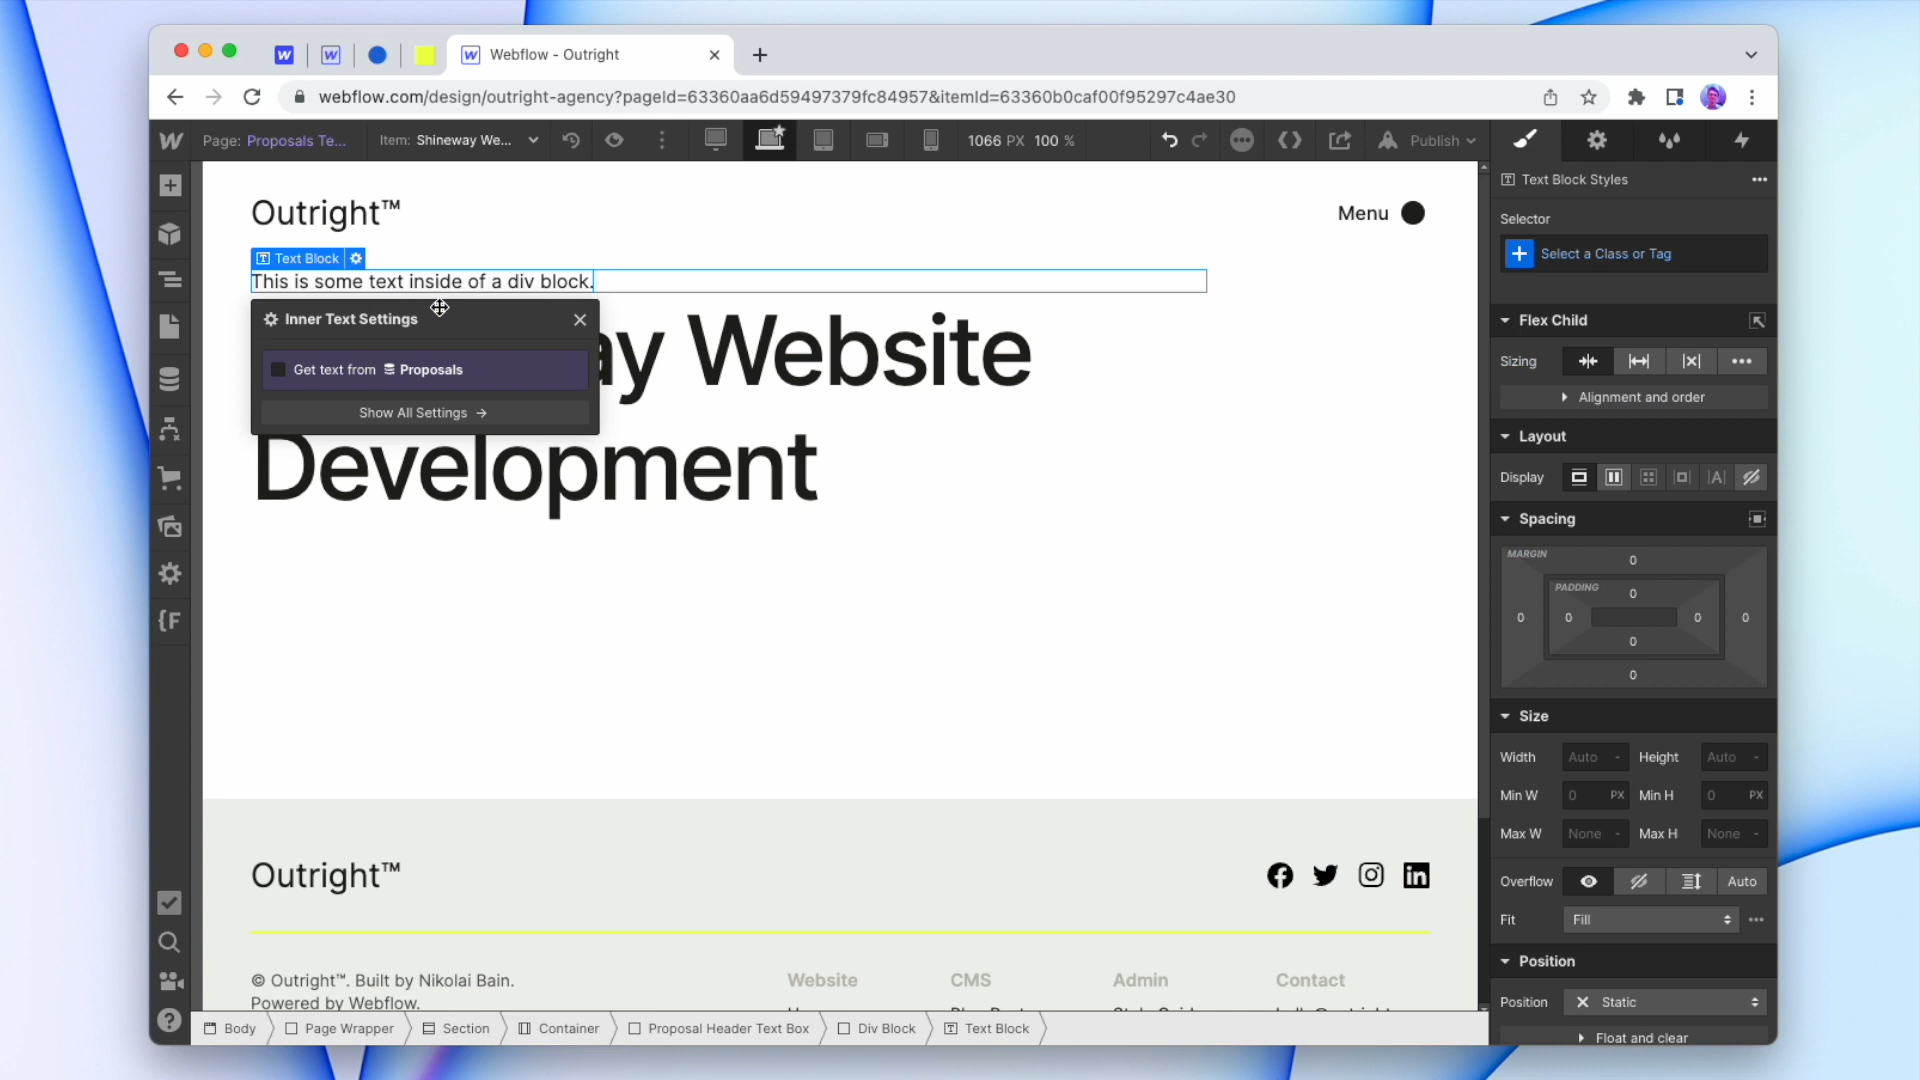 Webflow - Outright
webflow.com/design/outright-agency?pageId=63360aa6d59497379fc84957&itemId=63360b0caf00f95297c4ae30
Page: Proposals Te... Item: Shineway We... 1066 PX 100 % Publish
Outright™
Menu
Text Block
This is some text inside of a div block.
Inner Text Settings
Get text from Proposals
Show All Settings
ay Website
Development
Outright™
© Outright™. Built by Nikolai Bain.
Powered by Webflow.
Website
CMS
Admin
Contact
Body Page Wrapper Section Container Proposal Header Text Box Div Block Text Block
Text Block Styles
Selector
Select a Class or Tag
Flex Child
Sizing
Alignment and order
Layout
Display
Spacing
MARGIN
0
PADDING
0
0 0 0 0
0
0
Size
Width Auto - Height Auto -
Min W 0 PX Min H 0 PX
Max W None - Max H None -
Overflow Auto
Fit Fill
Position
Position Static
Float and clear